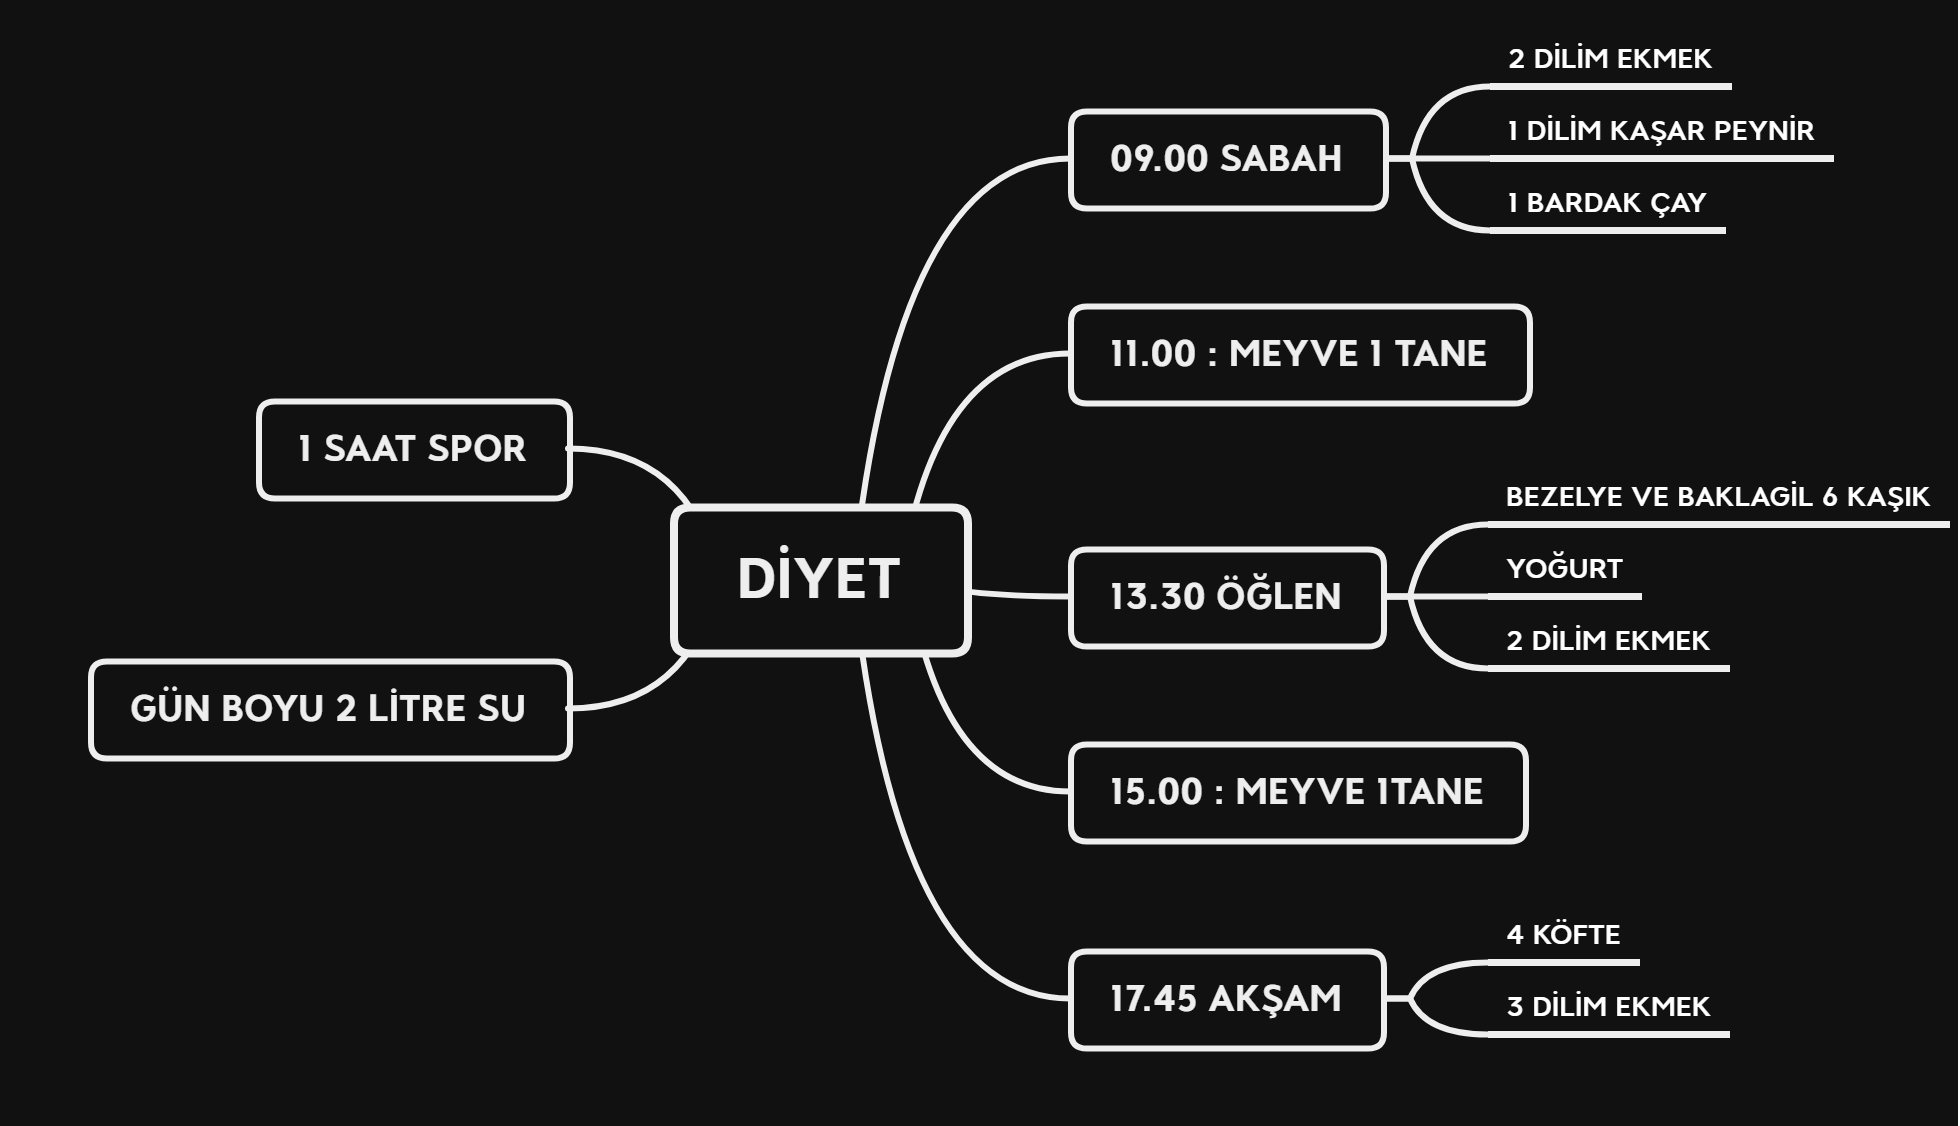 DİYET
09.00 SABAH
2 DİLİM EKMEK
1 DİLİM KAŞAR PEYNİR
1 BARDAK ÇAY
11.00 : MEYVE 1 TANE
13.30 ÖĞLEN
BEZELYE VE BAKLAGİL 6 KAŞIK
YOĞURT
2 DİLİM EKMEK
15.00 : MEYVE 1TANE
17.45 AKŞAM
4 KÖFTE
3 DİLİM EKMEK
1 SAAT SPOR
GÜN BOYU 2 LİTRE SU